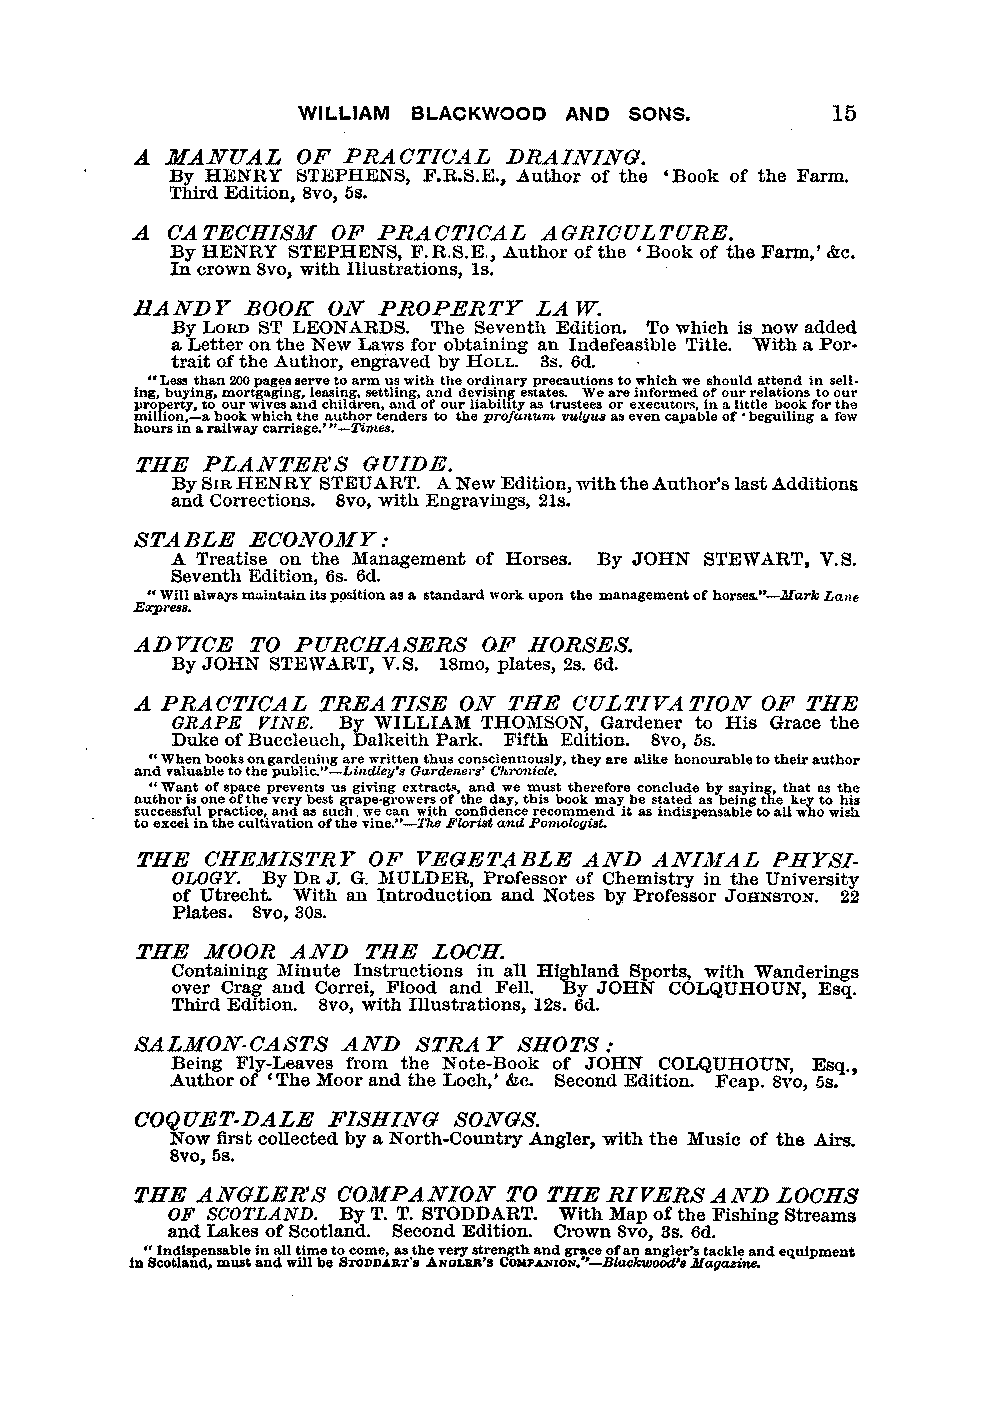 WILLIAM BLACKWOOD AND SONS. 15
A MANUAL OF PRACTICAL DRAINING.
By HENRY STEPHENS, F.R.S.E., Author of the ‘Book of the Farm.
Third Edition, 8vo, 5s.
A CATECHISM OF PRACTICAL AGRICULTURE.
By HENRY STEPHENS, F.R.S.E., Author of the ‘Book of the Farm,’ &c.
In crown 8vo, with Illustrations, 1s.
HANDY BOOK ON PROPERTY LAW.
By LORD ST LEONARDS. The Seventh Edition. To which is now added
a Letter on the New Laws for obtaining an Indefeasible Title. With a Por-
trait of the Author, engraved by HOLL. 3s. 6d.
“Less than 200 pages serve to arm us with the ordinary precautions to which we should attend in sell-
ing, buying, mortgaging, leasing, settling, and devising estates. We are informed of our relations to our
property, to our wives and children, and of our liability as trustees or executors, in a little book for the
million,—a book which the author tenders to the profanum vulgus as even capable of ‘beguiling a few
hours in a railway carriage.’”—Times.
THE PLANTER'S GUIDE.
By SIR HENRY STEUART. A New Edition, with the Author's last Additions
and Corrections. 8vo, with Engravings, 21s.
STABLE ECONOMY:
A Treatise on the Management of Horses. By JOHN STEWART, V.S.
Seventh Edition, 6s. 6d.
“Will always maintain its position as a standard work upon the management of horses.”—Mark Lane
Express.
ADVICE TO PURCHASERS OF HORSES.
By JOHN STEWART, V.S. 18mo, plates, 2s. 6d.
A PRACTICAL TREATISE ON THE CULTIVATION OF THE
GRAPE VINE. By WILLIAM THOMSON, Gardener to His Grace the
Duke of Buccleuch, Dalkeith Park. Fifth Edition. 8vo, 5s.
“When books on gardening are written thus conscientiously, they are alike honourable to their author
and valuable to the public.”—Lindley's Gardeners' Chronicle.
“Want of space prevents us giving extracts, and we must therefore conclude by saying, that as the
author is one of the very best grape-growers of the day, this book may be stated as being the key to his
successful practice, and as such we can with confidence recommend it as indispensable to all who wish
to excel in the cultivation of the vine.”—The Florist and Pomologist.
THE CHEMISTRY OF VEGETABLE AND ANIMAL PHYSI-
OLOGY. By DR J. G. MULDER, Professor of Chemistry in the University
of Utrecht. With an Introduction and Notes by Professor JOHNSTON. 22
Plates. 8vo, 30s.
THE MOOR AND THE LOCH.
Containing Minute Instructions in all Highland Sports, with Wanderings
over Crag and Correi, Flood and Fell. By JOHN COLQUHOUN, Esq.
Third Edition. 8vo, with Illustrations, 12s. 6d.
SALMON-CASTS AND STRAY SHOTS:
Being Fly-Leaves from the Note-Book of JOHN COLQUHOUN, Esq.,
Author of ‘The Moor and the Loch,’ &c. Second Edition. Fcap. 8vo, 5s.
COQUET-DALE FISHING SONGS.
Now first collected by a North-Country Angler, with the Music of the Airs.
8vo, 5s.
THE ANGLER'S COMPANION TO THE RIVERS AND LOCHS
OF SCOTLAND. By T. T. STODDART. With Map of the Fishing Streams
and Lakes of Scotland. Second Edition. Crown 8vo, 3s. 6d.
“Indispensable in all time to come, as the very strength and grace of an angler's tackle and equipment
in Scotland, must and will be STODDART'S ANGLER'S COMPANION.”—Blackwood's Magazine.